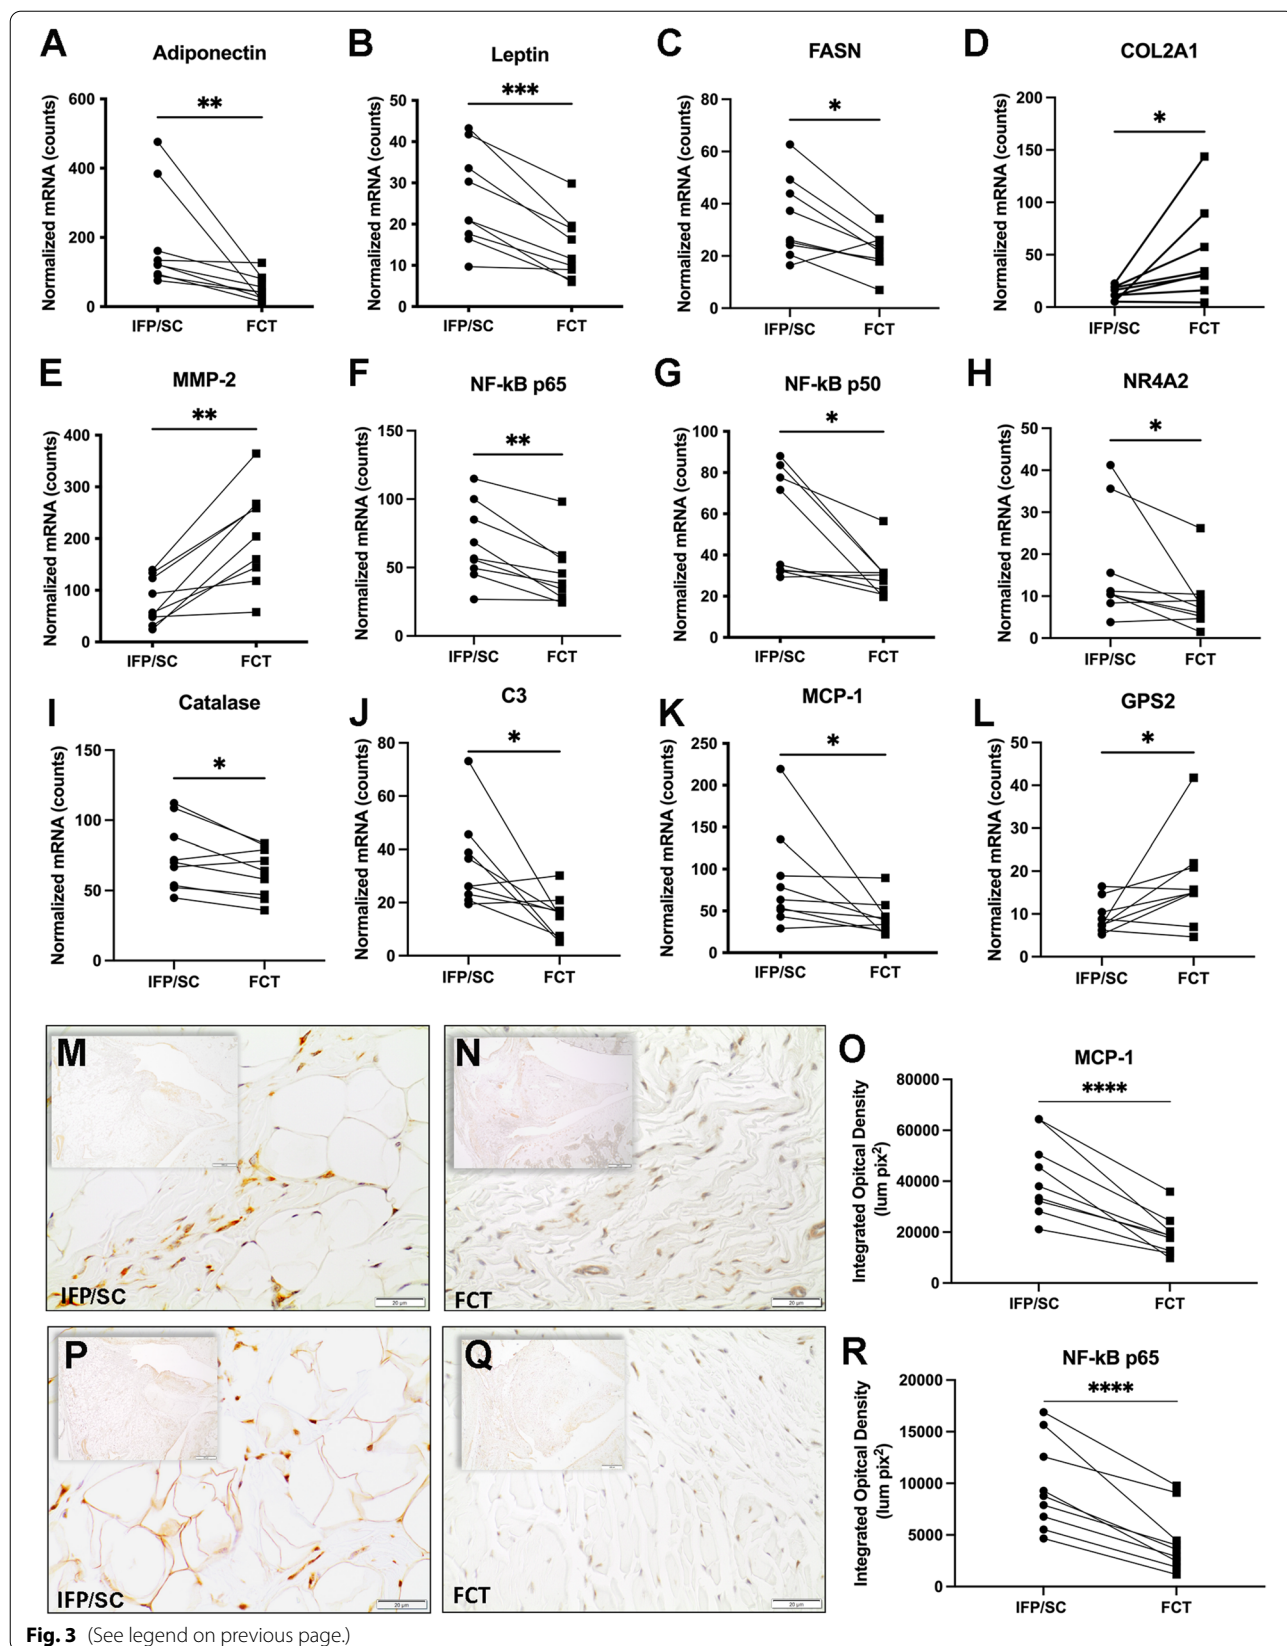 A Adiponectin
**
Normalized mRNA (counts)
600
400
200
0
IFP/SC FCT
B Leptin
***
Normalized mRNA (counts)
50
40
30
20
10
0
IFP/SC FCT
C FASN
*
Normalized mRNA (counts)
80
60
40
20
0
IFP/SC FCT
D COL2A1
*
Normalized mRNA (counts)
200
150
100
50
0
IFP/SC FCT
E MMP-2
**
Normalized mRNA (counts)
400
300
200
100
0
IFP/SC FCT
F NF-kB p65
**
Normalized mRNA (counts)
150
100
50
0
IFP/SC FCT
G NF-kB p50
*
Normalized mRNA (counts)
100
80
60
40
20
0
IFP/SC FCT
H NR4A2
*
Normalized mRNA (counts)
50
40
30
20
10
0
IFP/SC FCT
I Catalase
*
Normalized mRNA (counts)
150
100
50
0
IFP/SC FCT
J C3
*
Normalized mRNA (counts)
80
60
40
20
0
IFP/SC FCT
K MCP-1
*
Normalized mRNA (counts)
250
200
150
100
50
0
IFP/SC FCT
L GPS2
*
Normalized mRNA (counts)
50
40
30
20
10
0
IFP/SC FCT
M
IFP/SC
20 µm
N
FCT
20 µm
O MCP-1
****
Integrated Opitcal Density
(lum pix²)
80000
60000
40000
20000
0
IFP/SC FCT
P
IFP/SC
20 µm
Q
FCT
20 µm
R NF-kB p65
****
Integrated Opitcal Density
(lum pix²)
20000
15000
10000
5000
0
IFP/SC FCT
Fig. 3 (See legend on previous page.)